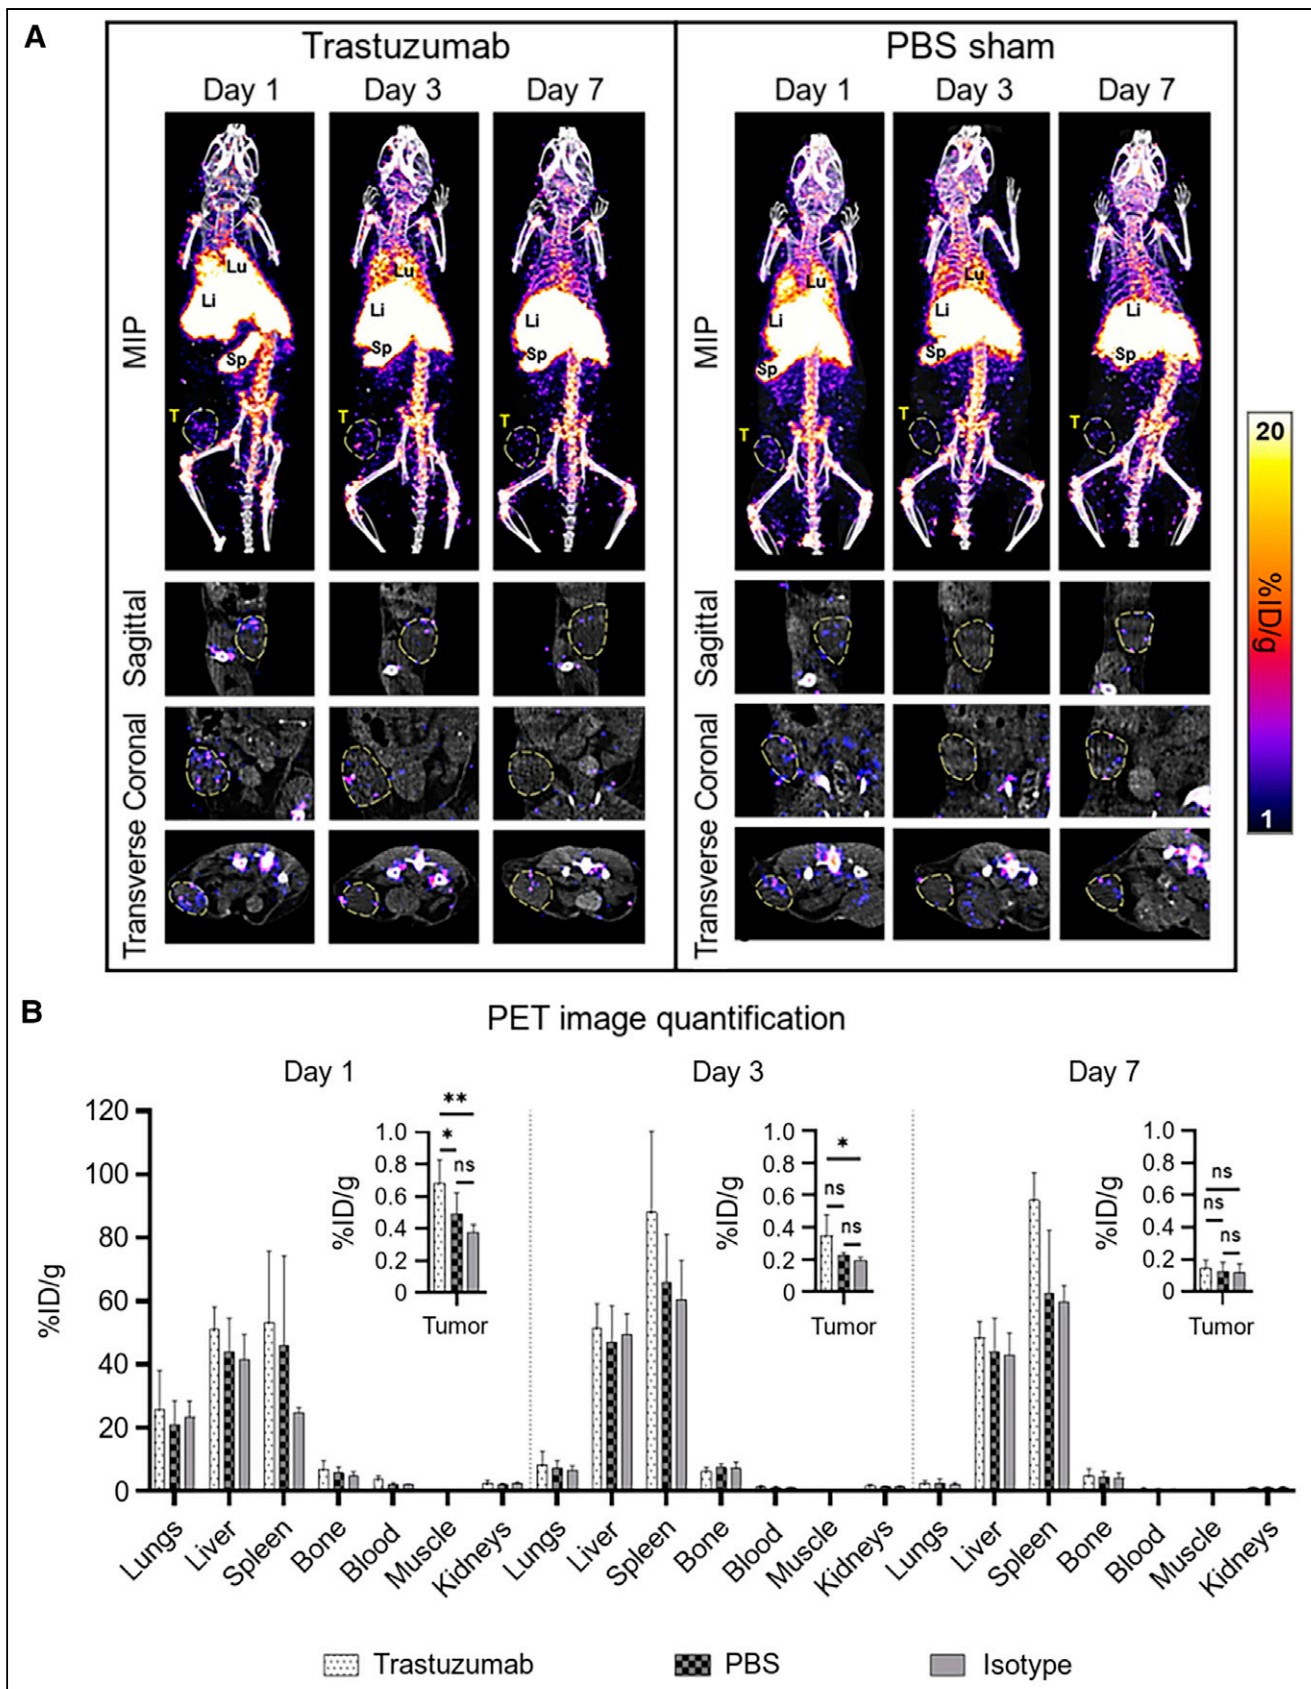 A
Trastuzumab
PBS sham
Day 1 Day 3 Day 7
Day 1 Day 3 Day 7
MIP
Lu
Li
Sp
T
Lu
Li
Sp
T
Li
Sp
T
MIP
Lu
Li
Sp
T
Lu
Li
Sp
T
Li
Sp
T
Sagittal
Coronal
Transverse
Sagittal
Coronal
Transverse
20
%ID/g
1
B
PET image quantification
Day 1
Day 3
Day 7
%ID/g
120
100
80
60
40
20
0
%ID/g
1.0
0.8
0.6
0.4
0.2
0
**
*
ns
Tumor
%ID/g
1.0
0.8
0.6
0.4
0.2
0
*
ns
ns
Tumor
%ID/g
1.0
0.8
0.6
0.4
0.2
0
ns
ns
ns
Tumor
Lungs Liver Spleen Bone Blood Muscle Kidneys Lungs Liver Spleen Bone Blood Muscle Kidneys Lungs Liver Spleen Bone Blood Muscle Kidneys
Trastuzumab PBS Isotype